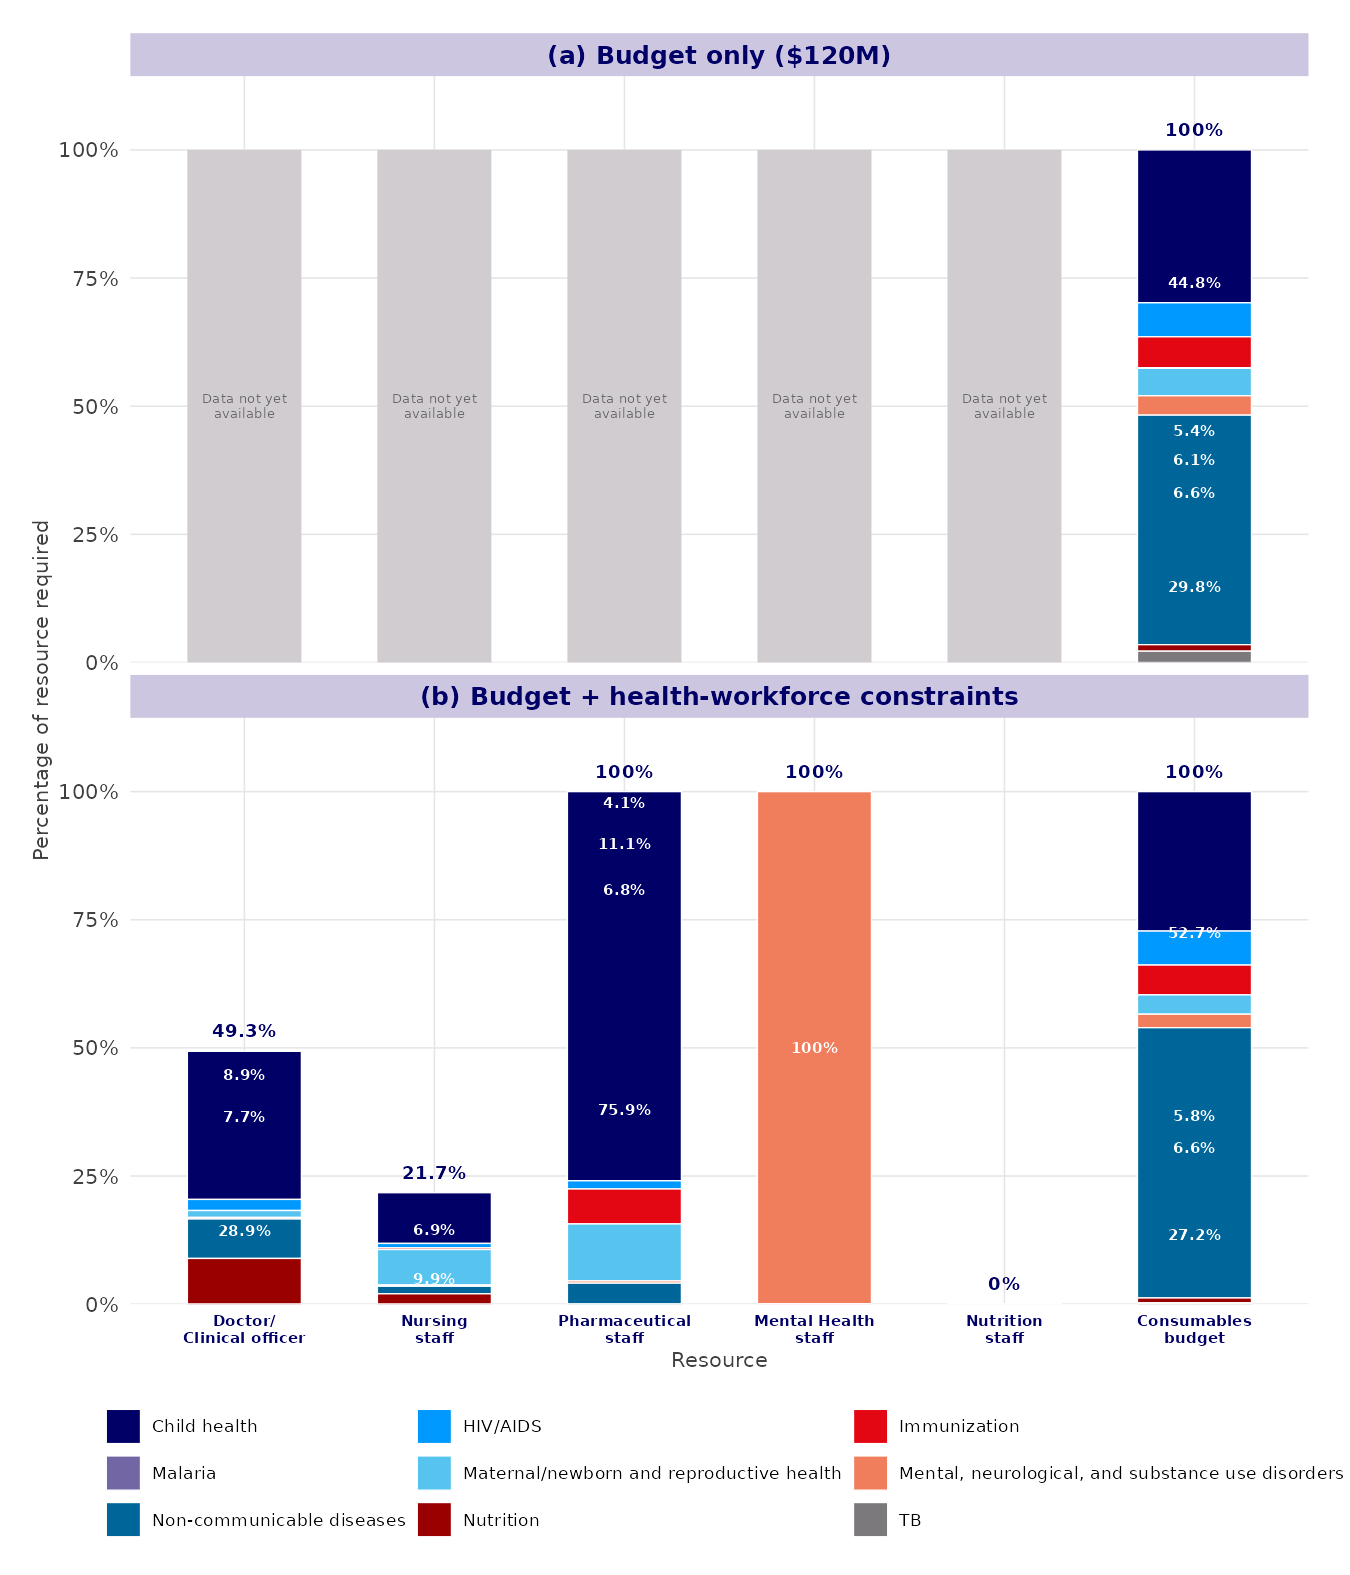 (a) Budget only ($120M)
100%
100%
75%
44.8%
Data not yet
available
Data not yet
available
Data not yet
available
Data not yet
available
Data not yet
available
50%
5.4%
6.1%
6.6%
25%
29.8%
0%
Percentage of resource required
(b) Budget + health-workforce constraints
100%
100%
100%
100%
4.1%
11.1%
6.8%
75%
52.7%
49.3%
50%
100%
8.9%
7.7%
75.9%
5.8%
6.6%
25%
21.7%
28.9%
6.9%
27.2%
9.9%
0%
0%
Doctor/
Clinical officer
Nursing
staff
Pharmaceutical
staff
Mental Health
staff
Nutrition
staff
Consumables
budget
Resource
Child health
HIV/AIDS
Immunization
Malaria
Maternal/newborn and reproductive health
Mental, neurological, and substance use disorders
Non-communicable diseases
Nutrition
TB